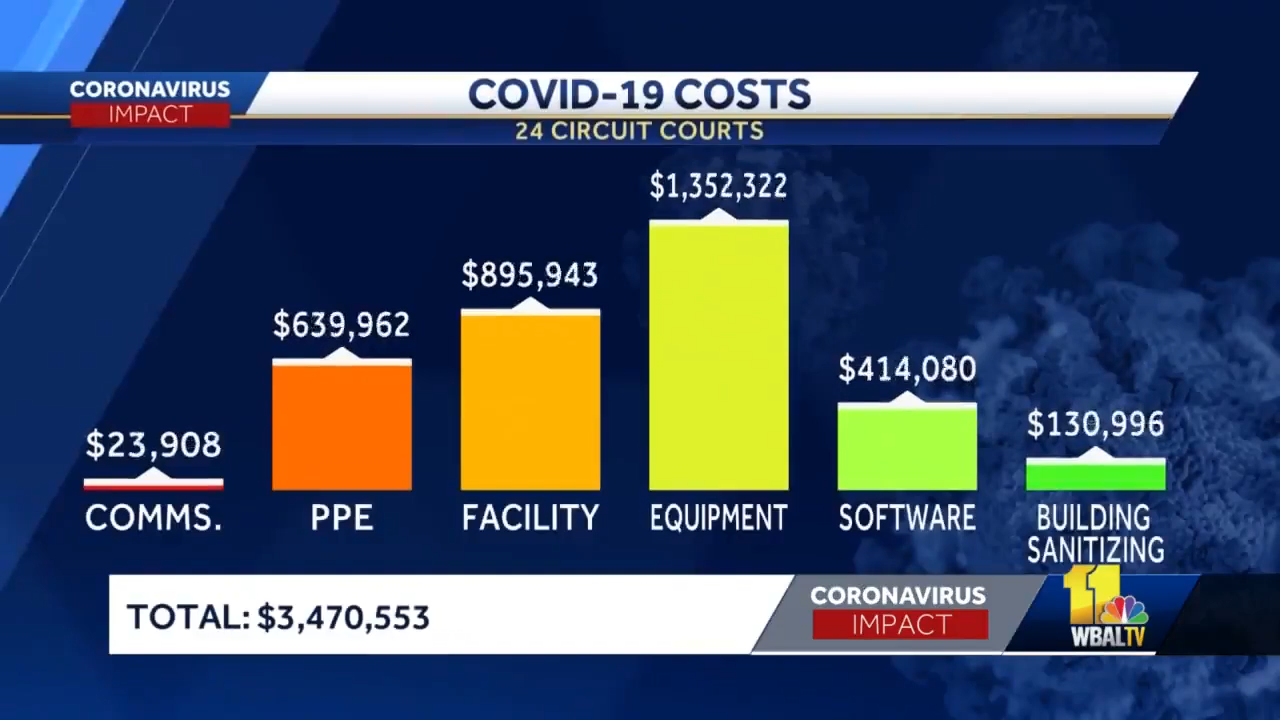 CORONAVIRUS
IMPACT
COVID-19 COSTS
24 CIRCUIT COURTS
$23,908
$639,962
$895,943
$1,352,322
$414,080
$130,996
COMMS.
PPE
FACILITY
EQUIPMENT
SOFTWARE
BUILDING
SANITIZING
TOTAL: $3,470,553
CORONAVIRUS
IMPACT
11
WBALTV